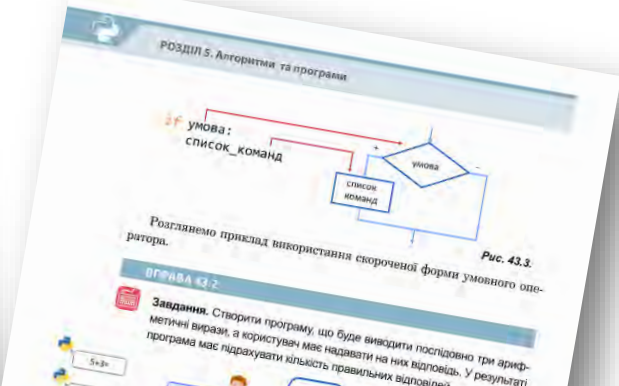 РОЗДІЛ 5. Алгоритми та програми
if умова:
список_команд
умова
+
-
список
команд
Рис. 43.3.
Розглянемо приклад використання скороченої форми умовного опе-
ратора.
ВПРАВА 43.2
Завдання. Створити програму, що буде виводити послідовно три ариф-
метичні вирази, а користувач має надавати на них відповідь. У результаті
програма має підрахувати кількість правильних відповідей
5+3=